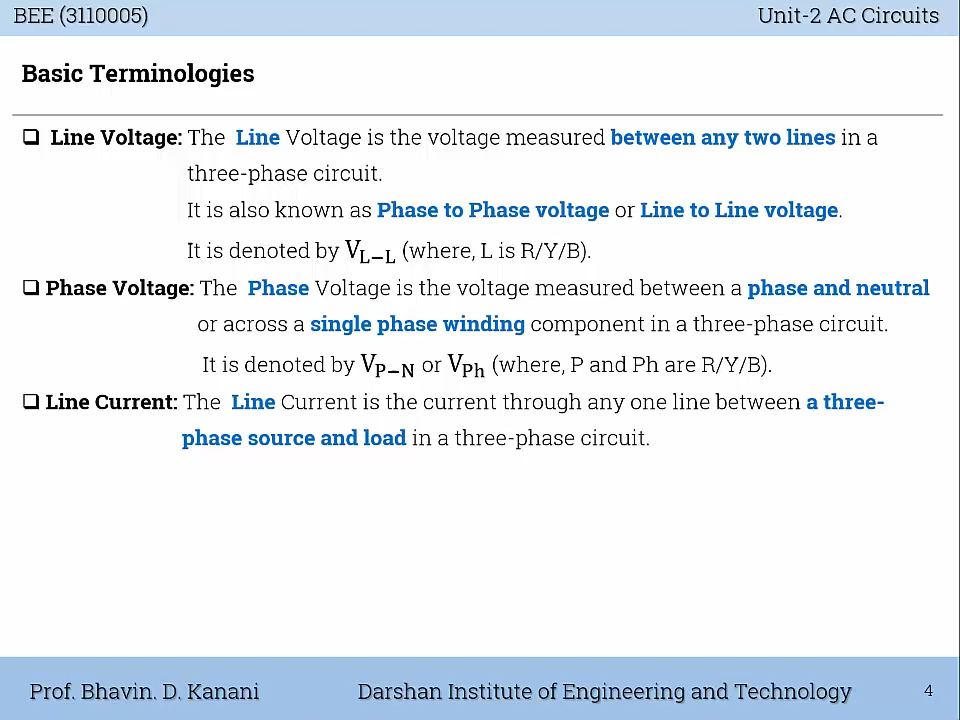 BEE (3110005) Unit-2 AC Circuits
Basic Terminologies
❑ Line Voltage: The Line Voltage is the voltage measured between any two lines in a
three-phase circuit.
It is also known as Phase to Phase voltage or Line to Line voltage.
It is denoted by V_L−L (where, L is R/Y/B).
❑ Phase Voltage: The Phase Voltage is the voltage measured between a phase and neutral
or across a single phase winding component in a three-phase circuit.
It is denoted by V_P−N or V_Ph (where, P and Ph are R/Y/B).
❑ Line Current: The Line Current is the current through any one line between a three-
phase source and load in a three-phase circuit.
Prof. Bhavin. D. Kanani Darshan Institute of Engineering and Technology 4